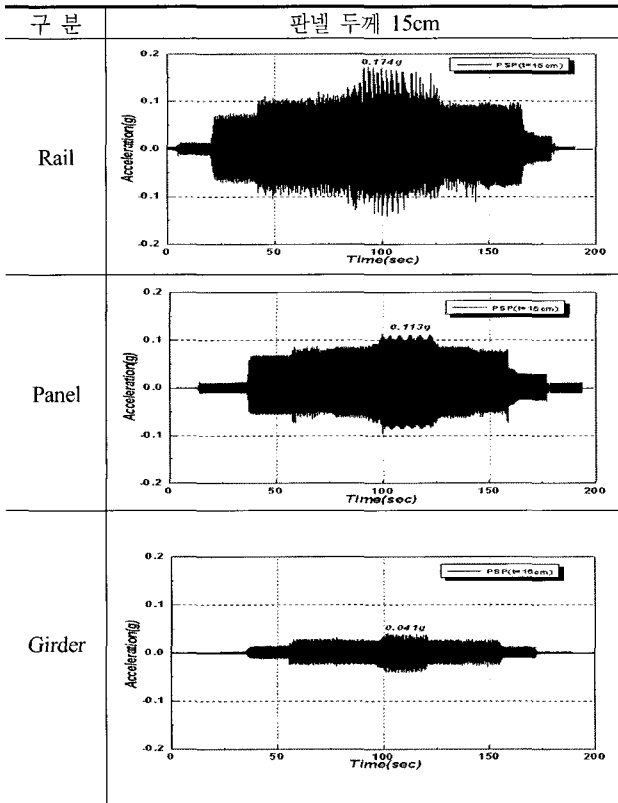 구 분
판넬 두께 15cm
Rail
0.2
0.1
0.0
-0.1
-0.2
Acceleration(g)
0.174g
PSP(t=15cm)
0
50
100
150
200
Time(sec)
Panel
0.2
0.1
0.0
-0.1
-0.2
Acceleration(g)
0.113g
PSP(t=15cm)
0
50
100
150
200
Time(sec)
Girder
0.2
0.1
0.0
-0.1
-0.2
Acceleration(g)
0.041g
PSP(t=15cm)
0
50
100
150
200
Time(sec)